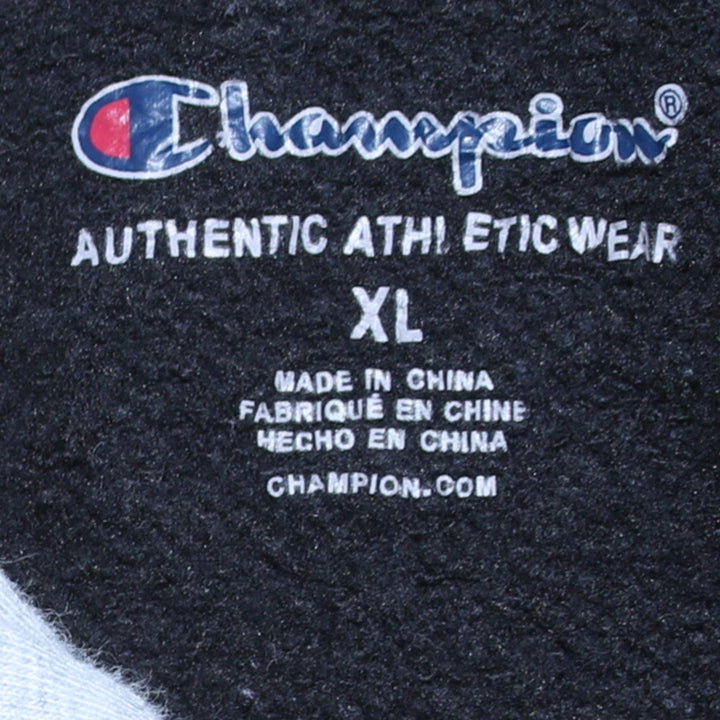 Champion®
AUTHENTIC ATHLETIC WEAR
XL
MADE IN CHINA
FABRIQUÉ EN CHINE
HECHO EN CHINA
CHAMPION.COM